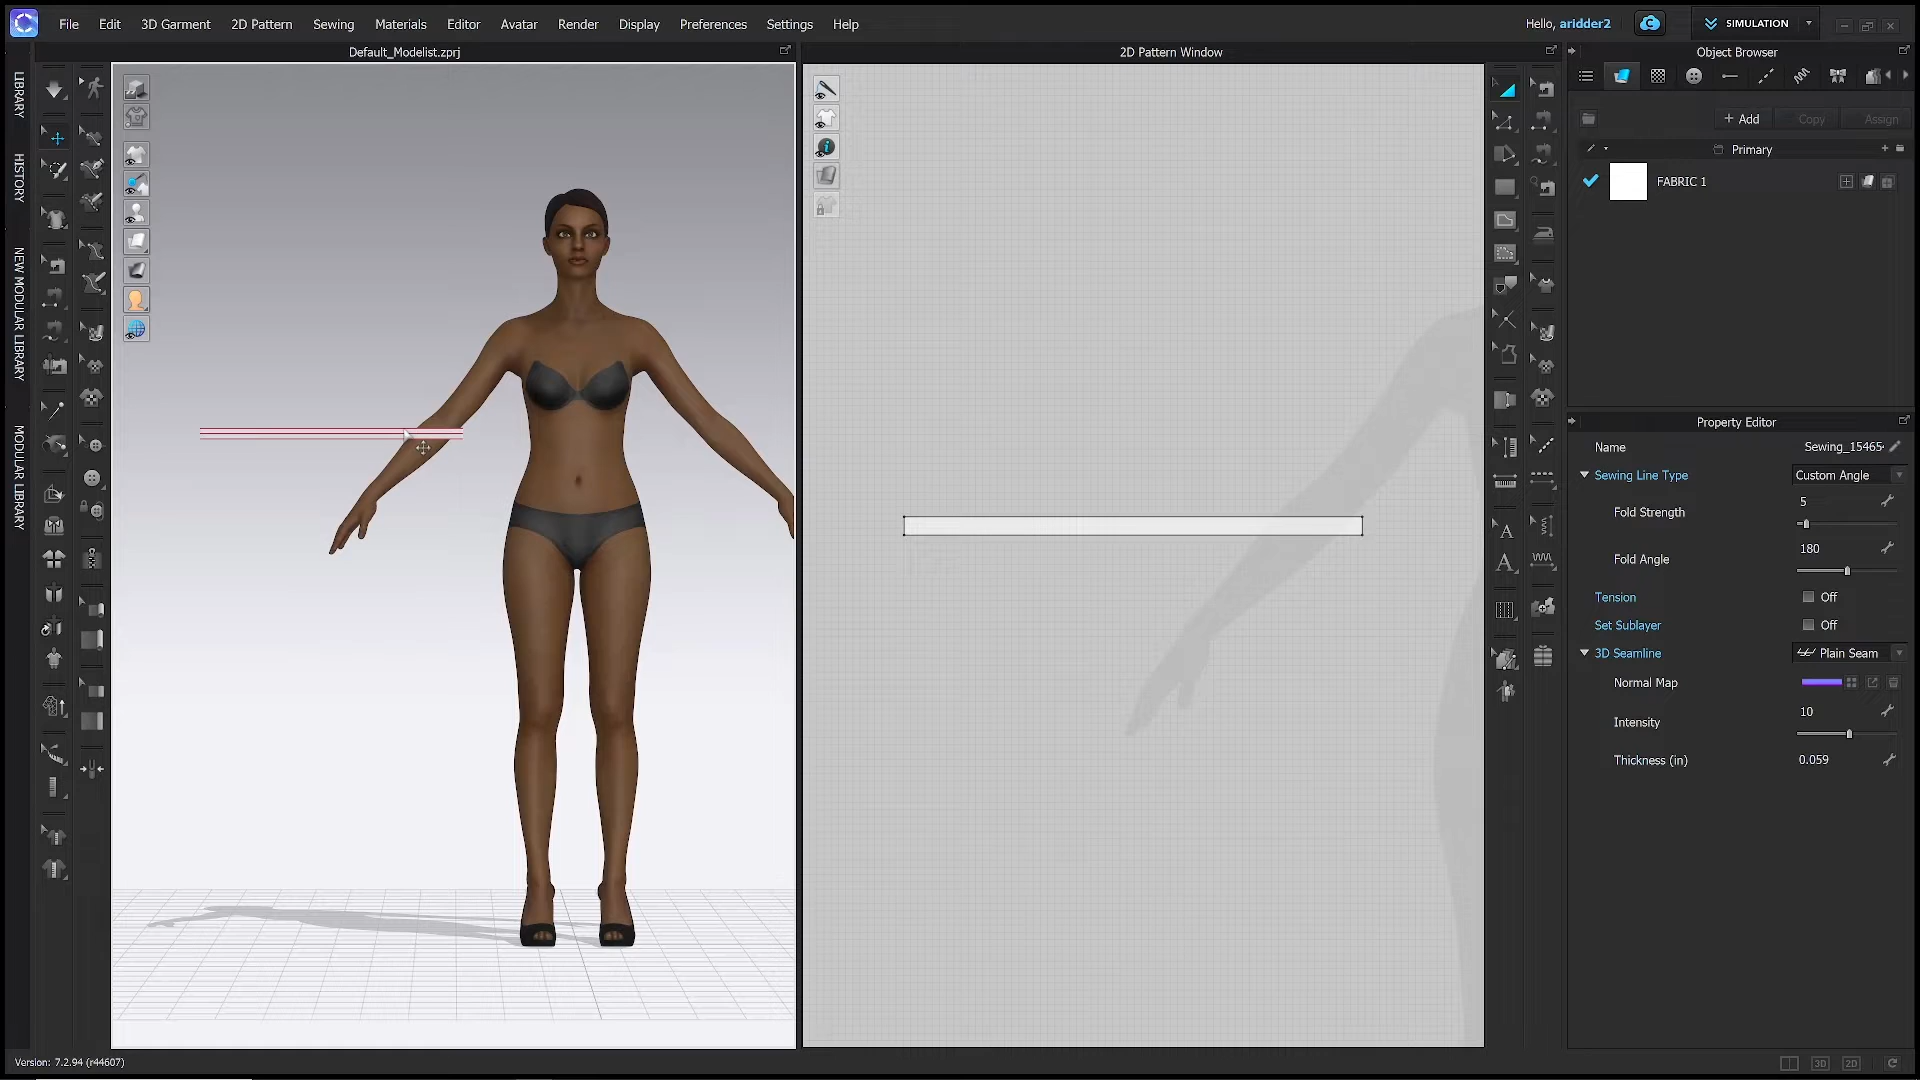 File Edit 3D Garment 2D Pattern Sewing Materials Editor Avatar Render Display Preferences Settings Help
Hello, aridder2
SIMULATION
Default_Modelist.zprj
2D Pattern Window
Object Browser
LIBRARY
HISTORY
NEW MODULAR LIBRARY
MODULAR LIBRARY
+ Add Copy Assign
Primary
FABRIC 1
Property Editor
Name Sewing_15465
Sewing Line Type Custom Angle
Fold Strength 5
Fold Angle 180
Tension Off
Set Sublayer Off
3D Seamline Plain Seam
Normal Map
Intensity 10
Thickness (in) 0.059
Version: 7.2.94 (r44607)
3D 2D